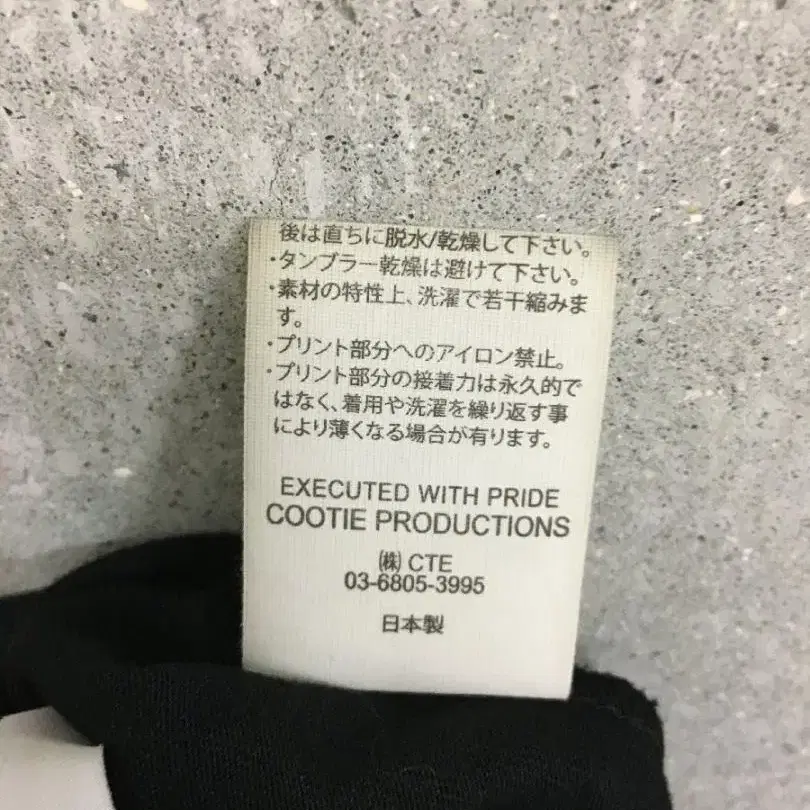 後は直ちに脱水/乾燥して下さい。
・タンブラー乾燥は避けて下さい。
・素材の特性上、洗濯で若干縮みま
す。
・プリント部分へのアイロン禁止。
・プリント部分の接着力は永久的で
はなく、着用や洗濯を繰り返す事
により薄くなる場合が有ります。
EXECUTED WITH PRIDE
COOTIE PRODUCTIONS
㈱ CTE
03-6805-3995
日本製